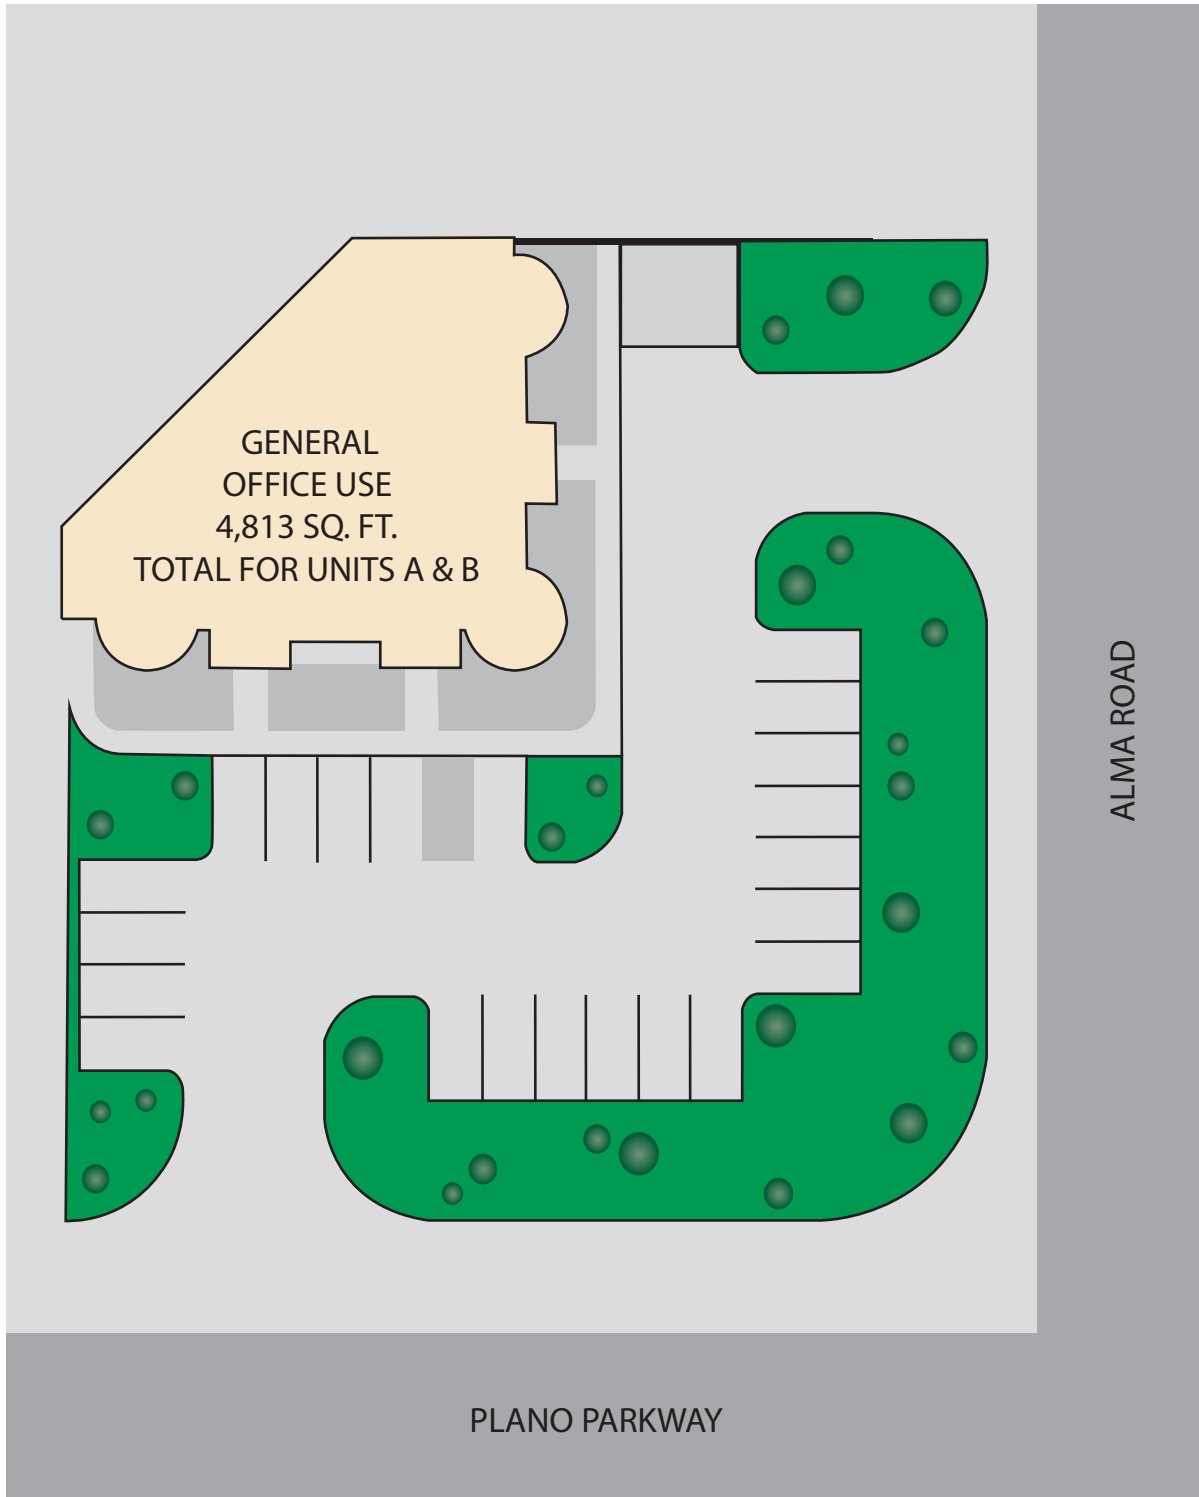 GENERAL
OFFICE USE
4,813 SQ. FT.
TOTAL FOR UNITS A & B
ALMA ROAD
PLANO PARKWAY